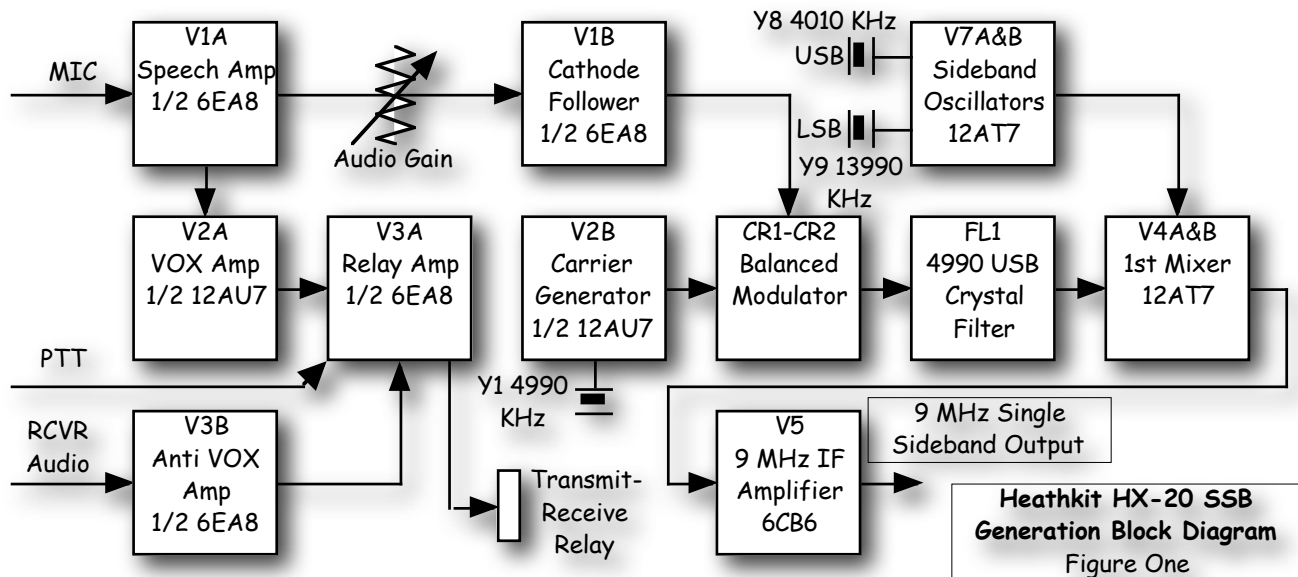 V1A
Speech Amp
1/2 6EA8
MIC
Audio Gain
V1B
Cathode
Follower
1/2 6EA8
Y8 4010 KHz
USB
LSB
Y9 13990
KHz
V7A&B
Sideband
Oscillators
12AT7
V2A
VOX Amp
1/2 12AU7
V3A
Relay Amp
1/2 6EA8
V2B
Carrier
Generator
1/2 12AU7
CR1-CR2
Balanced
Modulator
FL1
4990 USB
Crystal
Filter
V4A&B
1st Mixer
12AT7
PTT
Y1 4990
KHz
RCVR
Audio
V3B
Anti VOX
Amp
1/2 6EA8
Transmit-
Receive
Relay
V5
9 MHz IF
Amplifier
6CB6
9 MHz Single
Sideband Output
Heathkit HX-20 SSB
Generation Block Diagram
Figure One